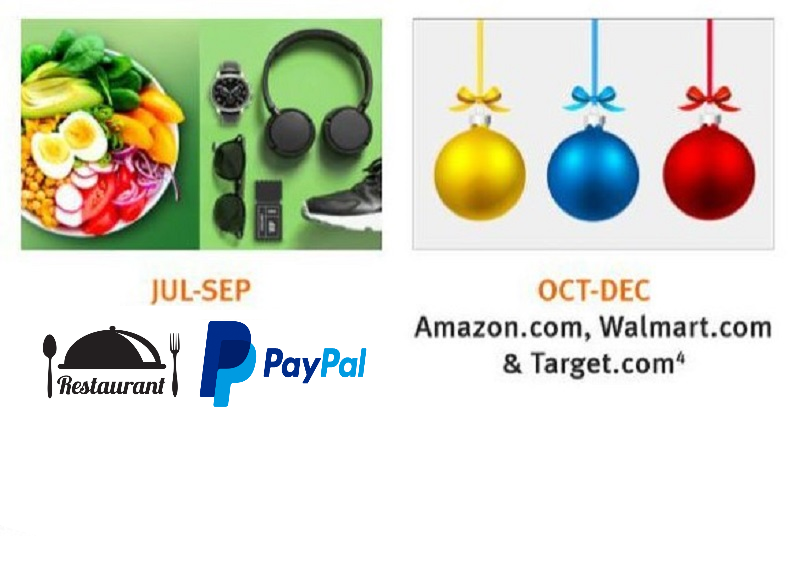 JUL-SEP
Restaurant
PayPal
OCT-DEC
Amazon.com, Walmart.com
& Target.com⁴